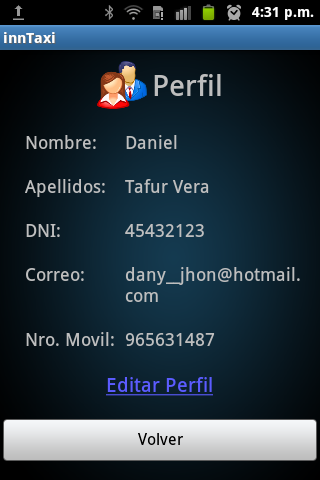 4:31 p.m.
innTaxi
Perfil
Nombre: Daniel
Apellidos: Tafur Vera
DNI: 45432123
Correo: dany__jhon@hotmail.
com
Nro. Movil: 965631487
Editar Perfil
Volver